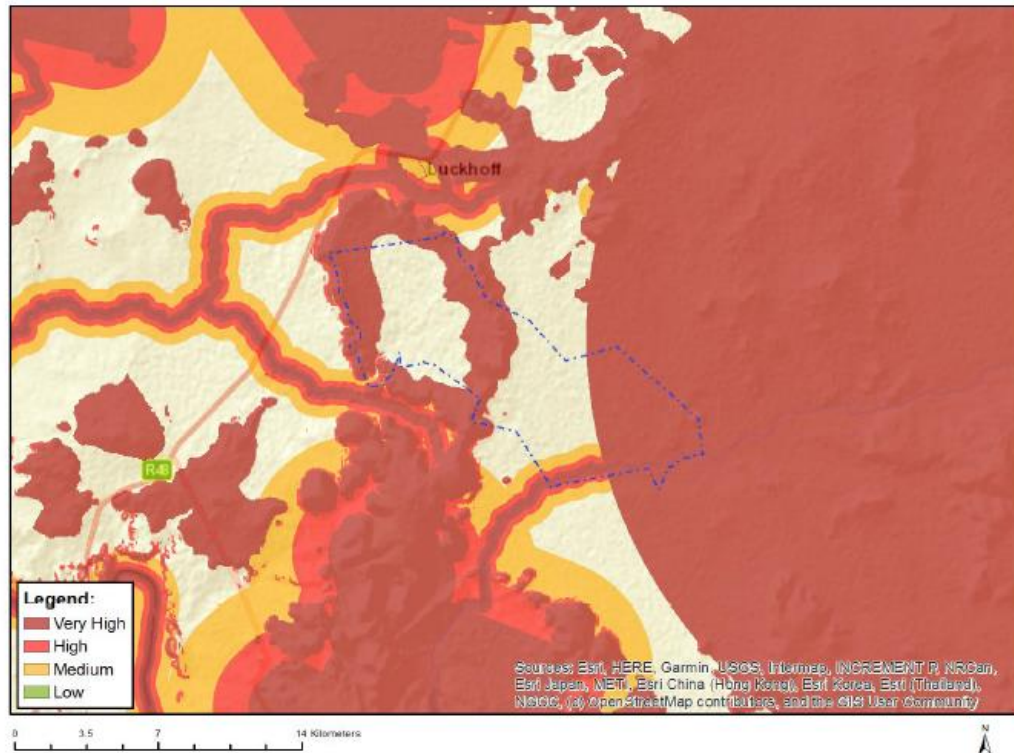 Luckhoff
R48
Legend:
Very High
High
Medium
Low
Sources: Esri, HERE, Garmin, USGS, Intermap, INCREMENT P, NRCan,
Esri Japan, METI, Esri China (Hong Kong), Esri Korea, Esri (Thailand),
NGCC, (c) OpenStreetMap contributors, and the GIS User Community
0 3.5 7 14 Kilometers
N